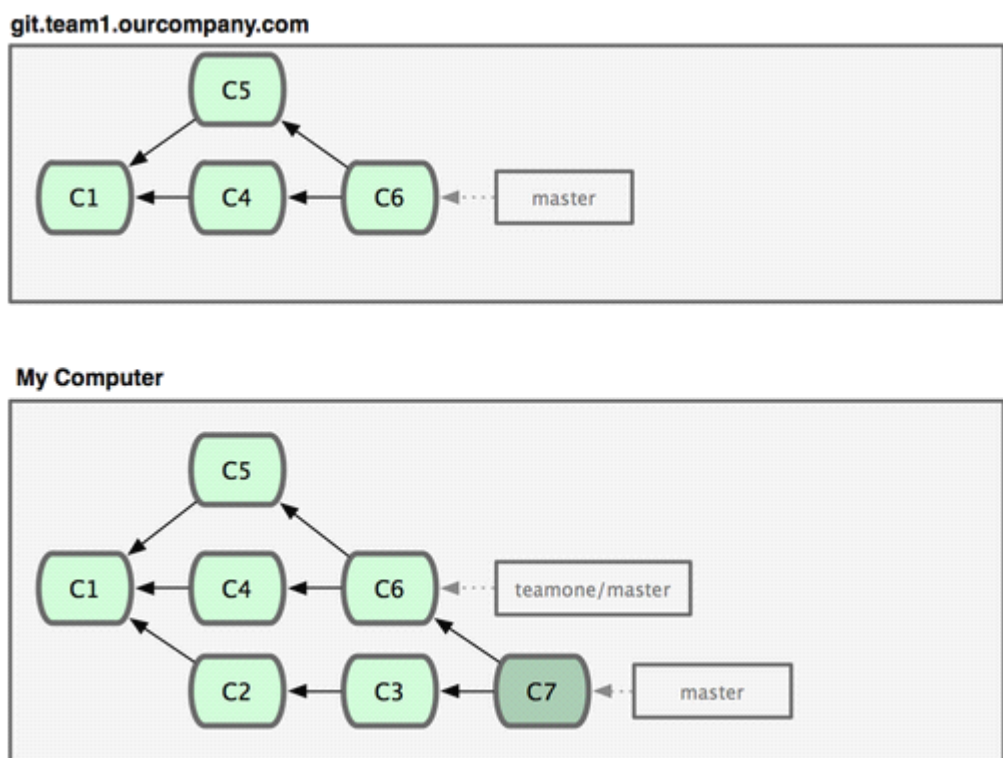 git.team1.ourcompany.com
C5
C1
C4
C6
master
My Computer
C5
C1
C4
C6
teamone/master
C2
C3
C7
master